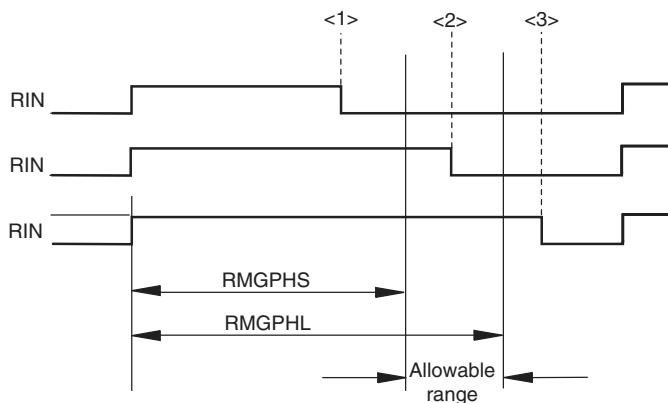 <1>
<2>
<3>
RIN
RIN
RIN
RMGPHS
RMGPHL
Allowable
range